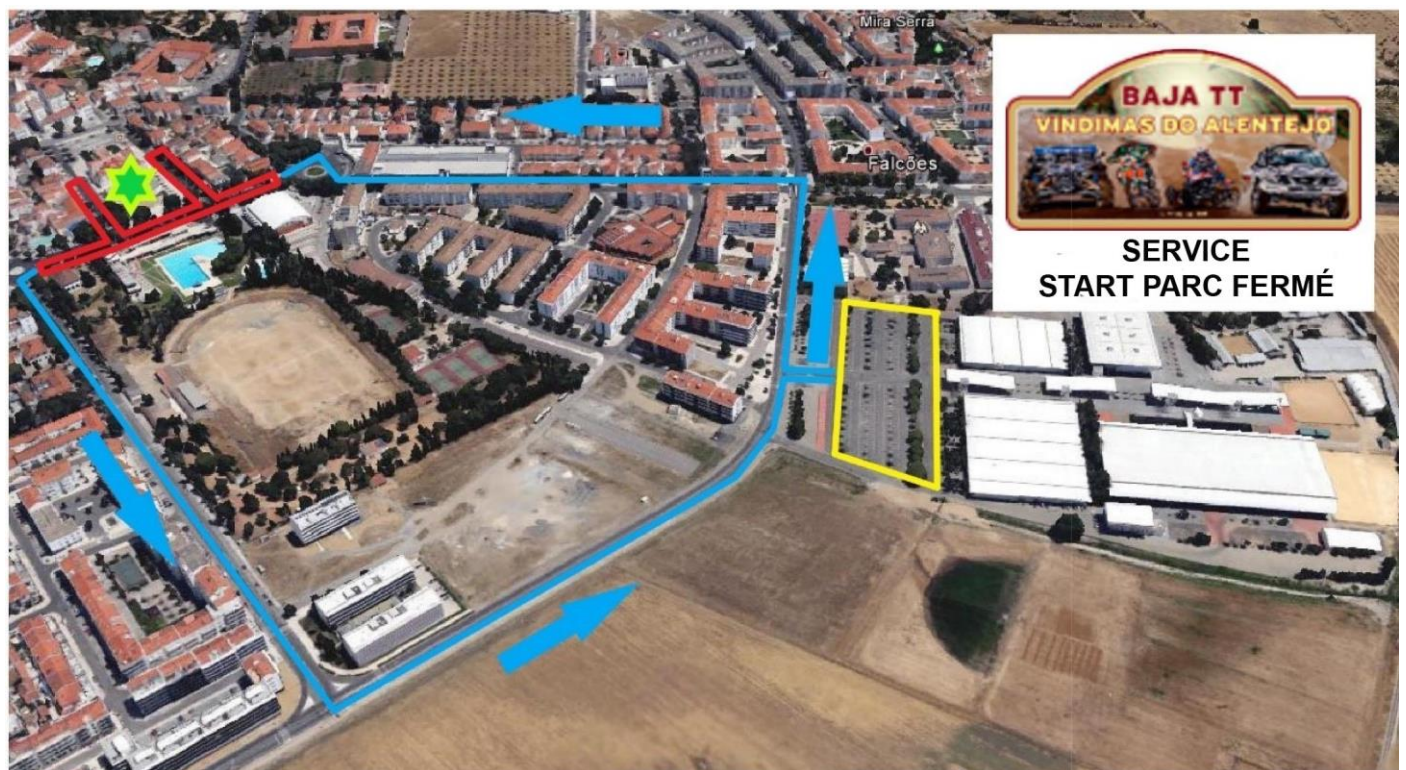 Mira Serra
Falcões
BAJA TT
VINDIMAS DO ALENTEJO
SERVICE
START PARC FERMÉ